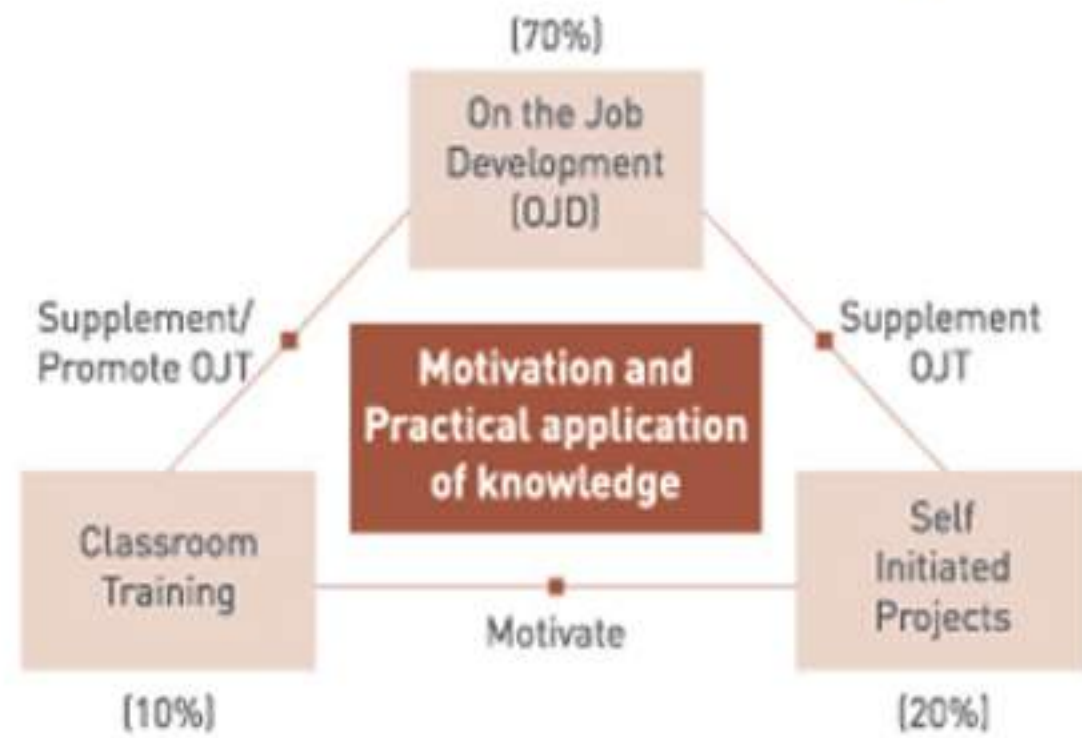 (70%)
On the Job
Development
(OJD)
Supplement/
Promote OJT
Supplement
OJT
Motivation and
Practical application
of knowledge
Classroom
Training
Self
Initiated
Projects
Motivate
(10%)
(20%)